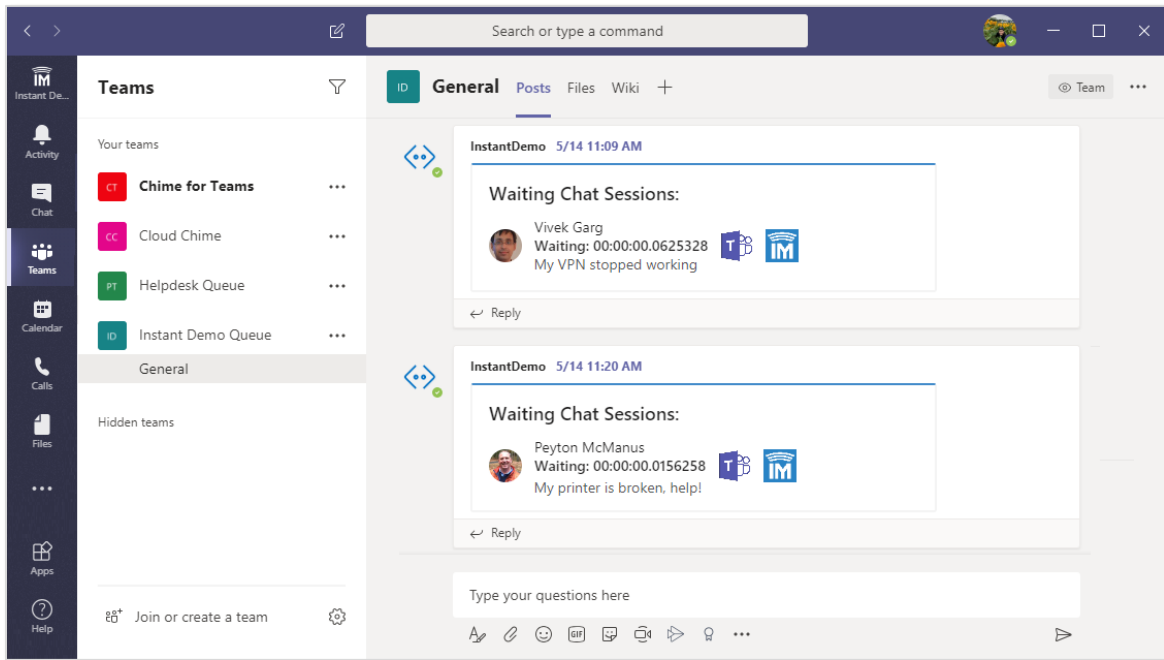 Search or type a command
IM
Instant De...
Activity
Chat
Teams
Calendar
Calls
Files
Apps
Help
Teams
Your teams
CT Chime for Teams
CC Cloud Chime
PT Helpdesk Queue
ID Instant Demo Queue
General
Hidden teams
Join or create a team
ID General Posts Files Wiki
Team
InstantDemo 5/14 11:09 AM
Waiting Chat Sessions:
Vivek Garg
Waiting: 00:00:00.0625328
My VPN stopped working
T
IM
Reply
InstantDemo 5/14 11:20 AM
Waiting Chat Sessions:
Peyton McManus
Waiting: 00:00:00.0156258
My printer is broken, help!
T
IM
Reply
Type your questions here
GIF